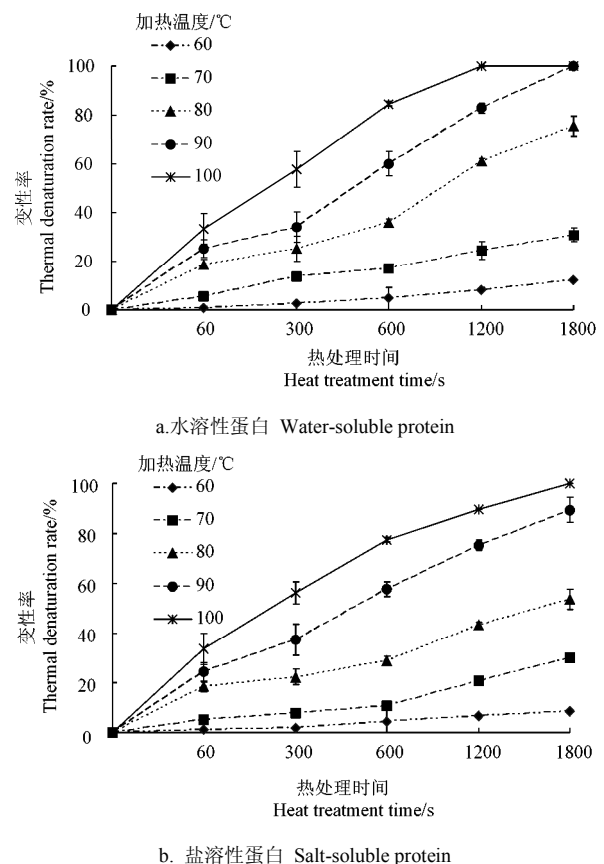 加热温度/℃
60
70
80
90
100
变性率
Thermal denaturation rate/%
100
80
60
40
20
0
60 300 600 1200 1800
热处理时间
Heat treatment time/s
a.水溶性蛋白 Water-soluble protein
加热温度/℃
60
70
80
90
100
变性率
Thermal denaturation rate/%
100
80
60
40
20
0
60 300 600 1200 1800
热处理时间
Heat treatment time/s
b. 盐溶性蛋白 Salt-soluble protein